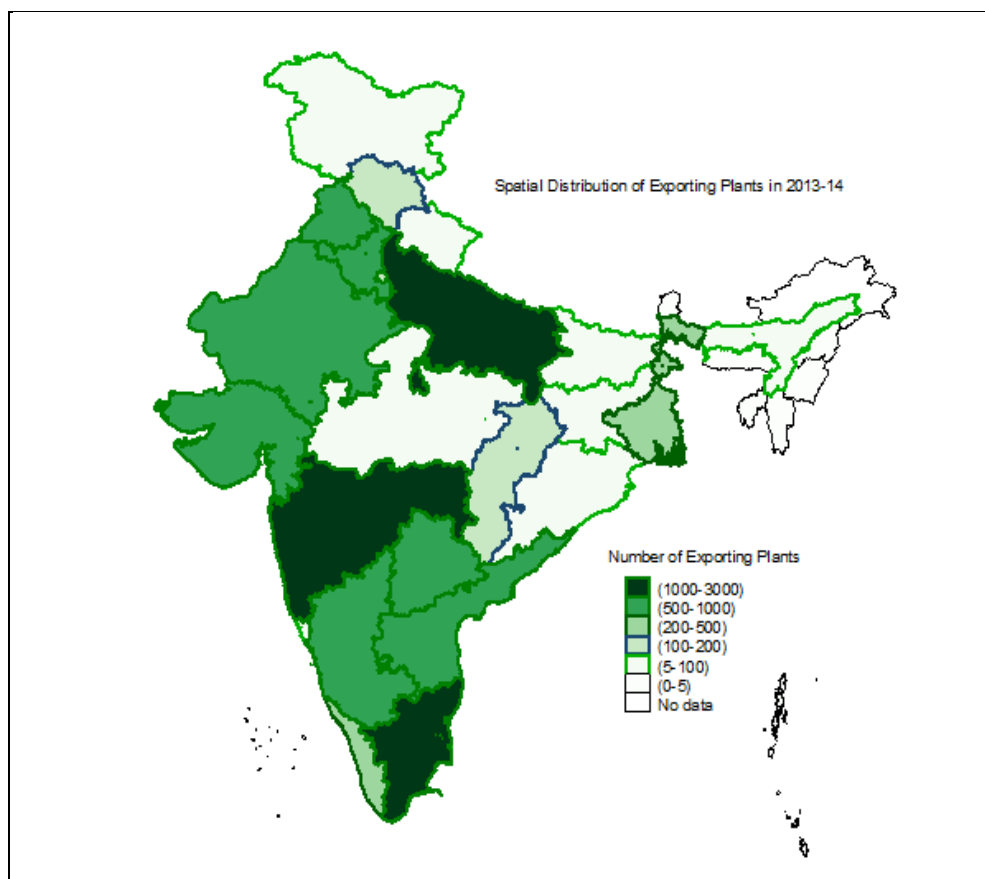 Spatial Distribution of Exporting Plants in 2013-14
Number of Exporting Plants
(1000-3000)
(500-1000)
(200-500)
(100-200)
(5-100)
(0-5)
No data